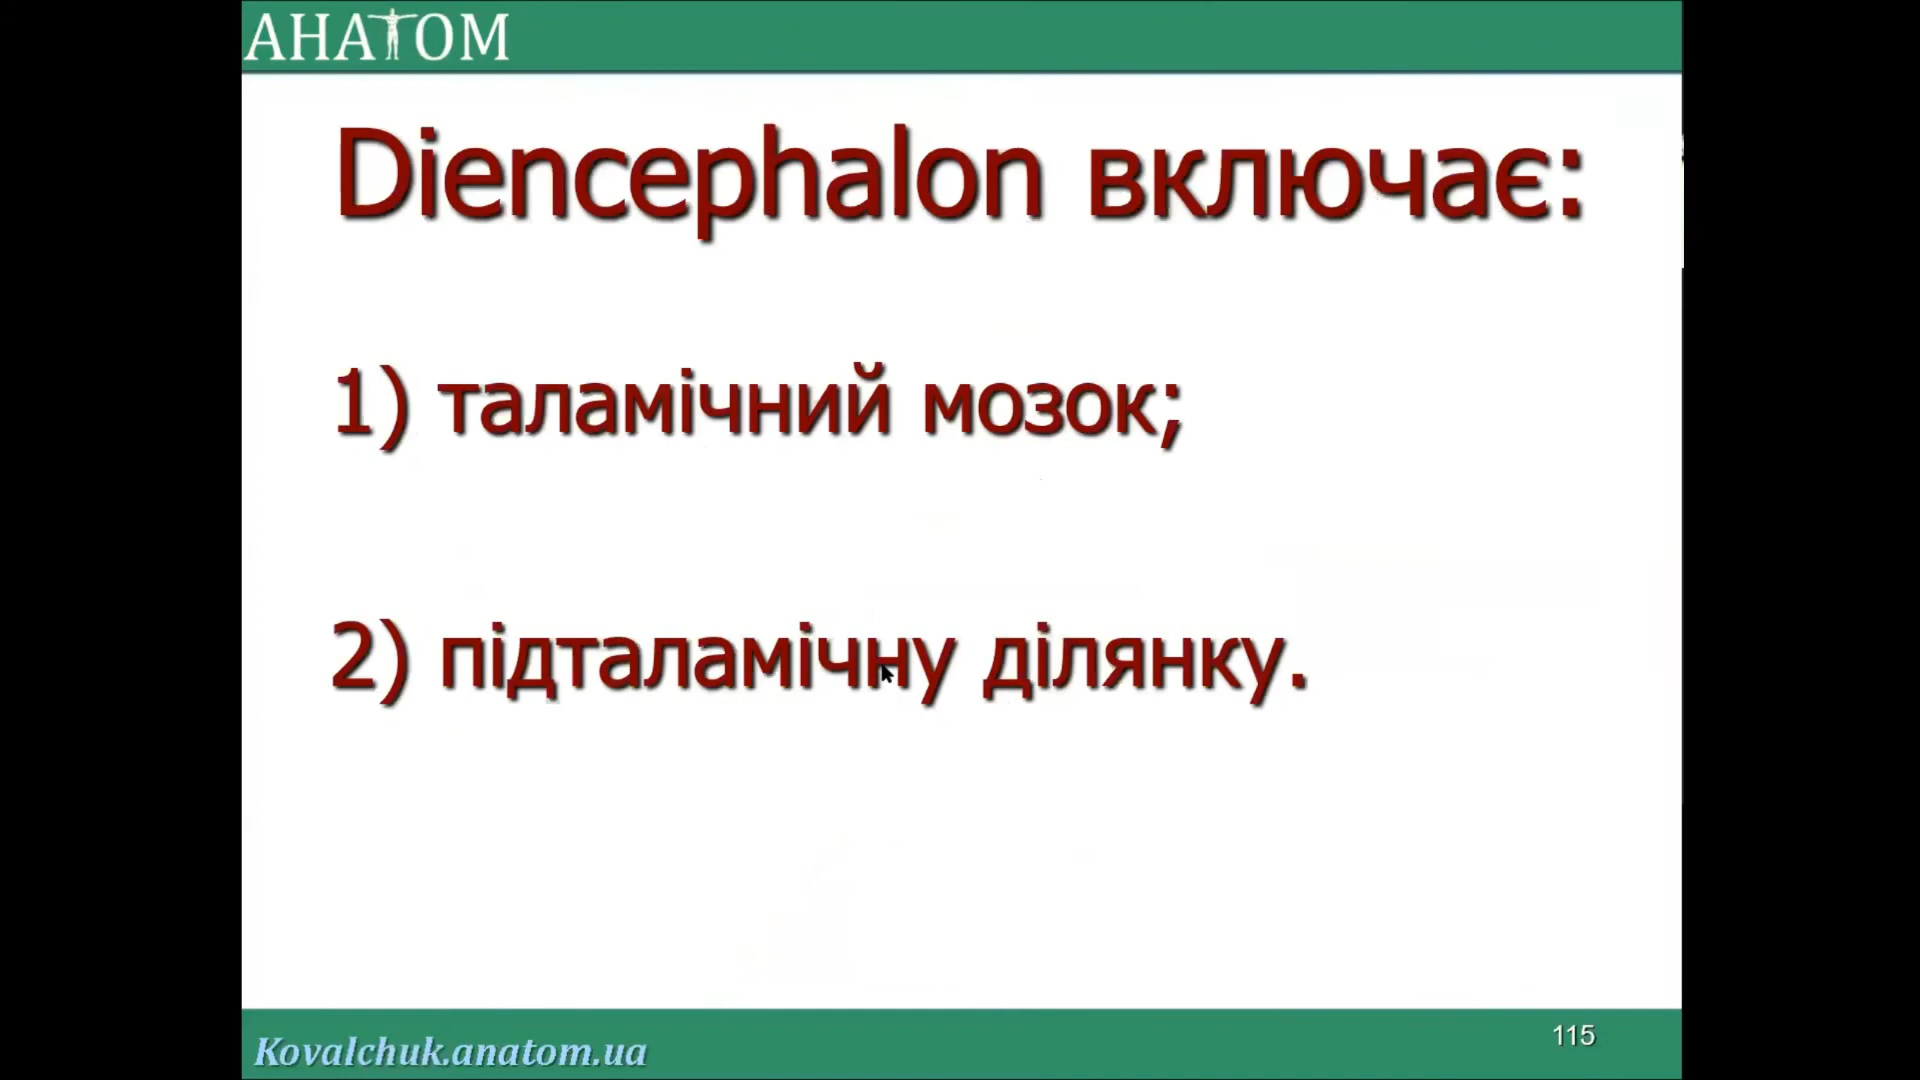 АНАТОМ
Diencephalon включає:
1) таламічний мозок;
2) підталамічну ділянку.
Kovalchuk.anatom.ua
115